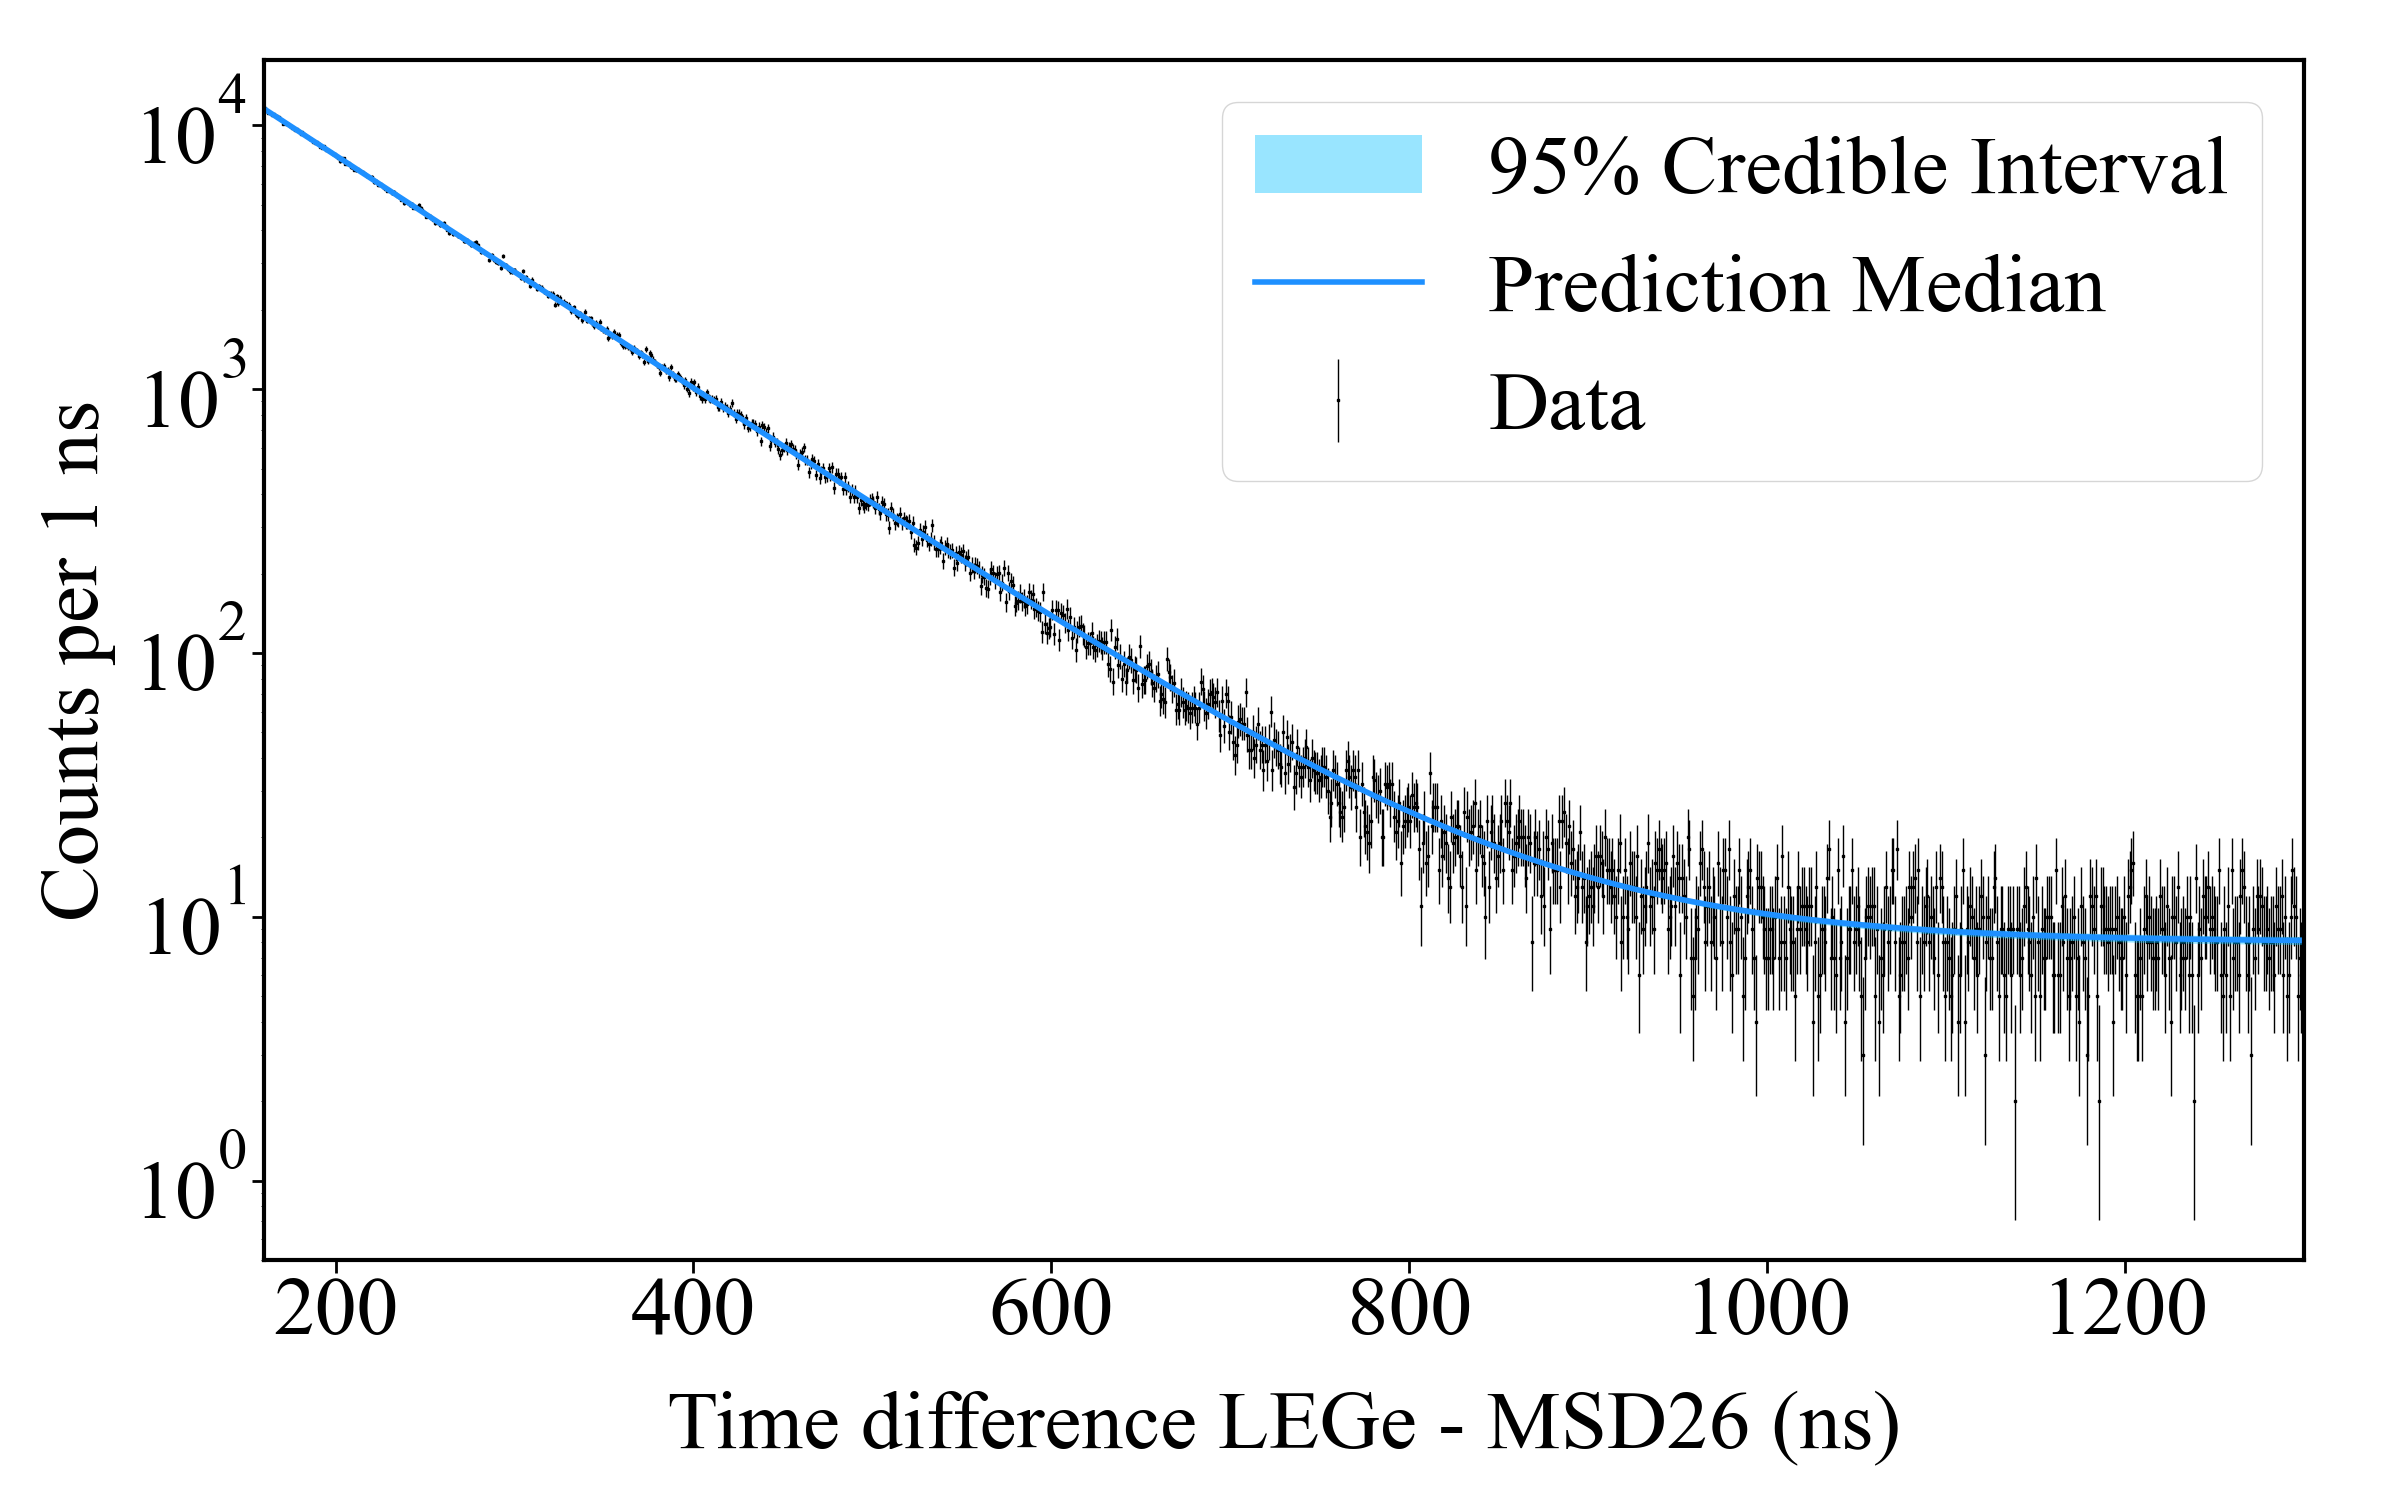 10^4
10^3
10^2
10^1
10^0
Counts per 1 ns
95% Credible Interval
Prediction Median
Data
200 400 600 800 1000 1200
Time difference LEGe - MSD26 (ns)